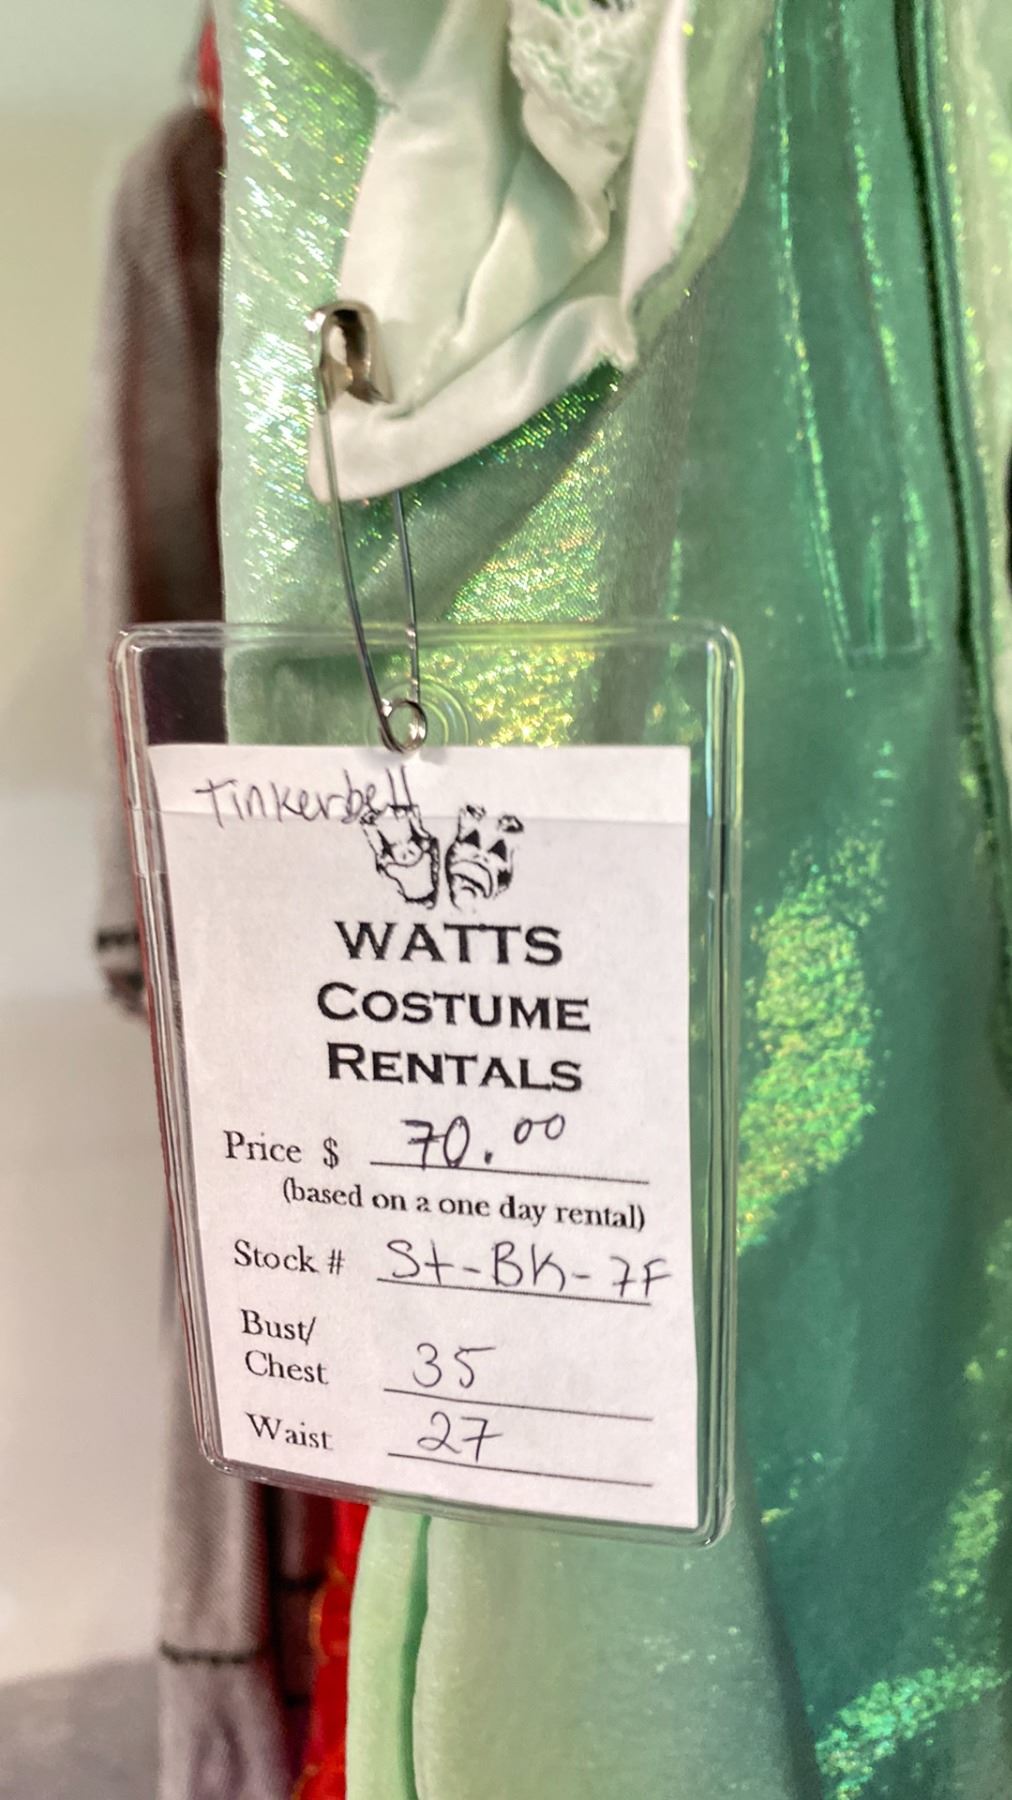 Tinkerbell
WATTS
COSTUME
RENTALS
Price $ 70.00
(based on a one day rental)
Stock # St-BK-7F
Bust/
Chest 35
Waist 27